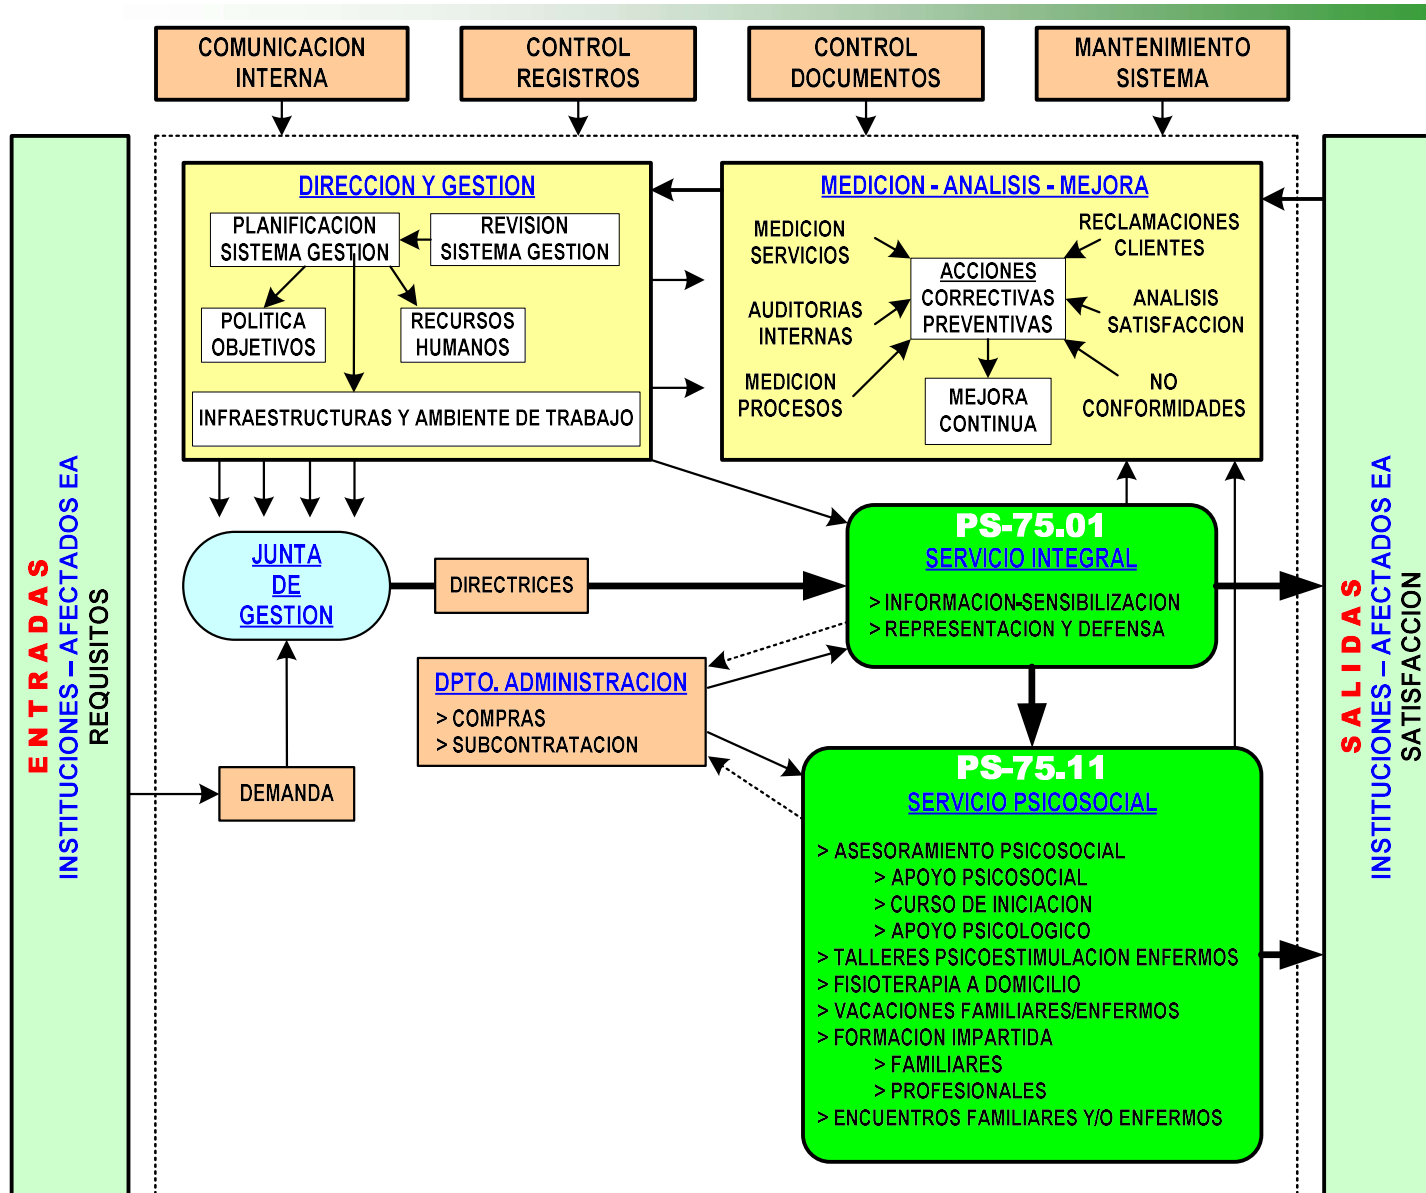 COMUNICACION
INTERNA
CONTROL
REGISTROS
CONTROL
DOCUMENTOS
MANTENIMIENTO
SISTEMA
ENTRADAS
INSTITUCIONES – AFECTADOS EA
REQUISITOS
DIRECCION Y GESTION
PLANIFICACION
SISTEMA GESTION
REVISION
SISTEMA GESTION
POLITICA
OBJETIVOS
RECURSOS
HUMANOS
INFRAESTRUCTURAS Y AMBIENTE DE TRABAJO
MEDICION - ANALISIS - MEJORA
MEDICION
SERVICIOS
AUDITORIAS
INTERNAS
MEDICION
PROCESOS
ACCIONES
CORRECTIVAS
PREVENTIVAS
MEJORA
CONTINUA
RECLAMACIONES
CLIENTES
ANALISIS
SATISFACCION
NO
CONFORMIDADES
JUNTA
DE
GESTION
DIRECTRICES
DEMANDA
DPTO. ADMINISTRACION
> COMPRAS
> SUBCONTRATACION
PS-75.01
SERVICIO INTEGRAL
> INFORMACION-SENSIBILIZACION
> REPRESENTACION Y DEFENSA
PS-75.11
SERVICIO PSICOSOCIAL
> ASESORAMIENTO PSICOSOCIAL
> APOYO PSICOSOCIAL
> CURSO DE INICIACION
> APOYO PSICOLOGICO
> TALLERES PSICOESTIMULACION ENFERMOS
> FISIOTERAPIA A DOMICILIO
> VACACIONES FAMILIARES/ENFERMOS
> FORMACION IMPARTIDA
> FAMILIARES
> PROFESIONALES
> ENCUENTROS FAMILIARES Y/O ENFERMOS
SALIDAS
INSTITUCIONES – AFECTADOS EA
SATISFACCION